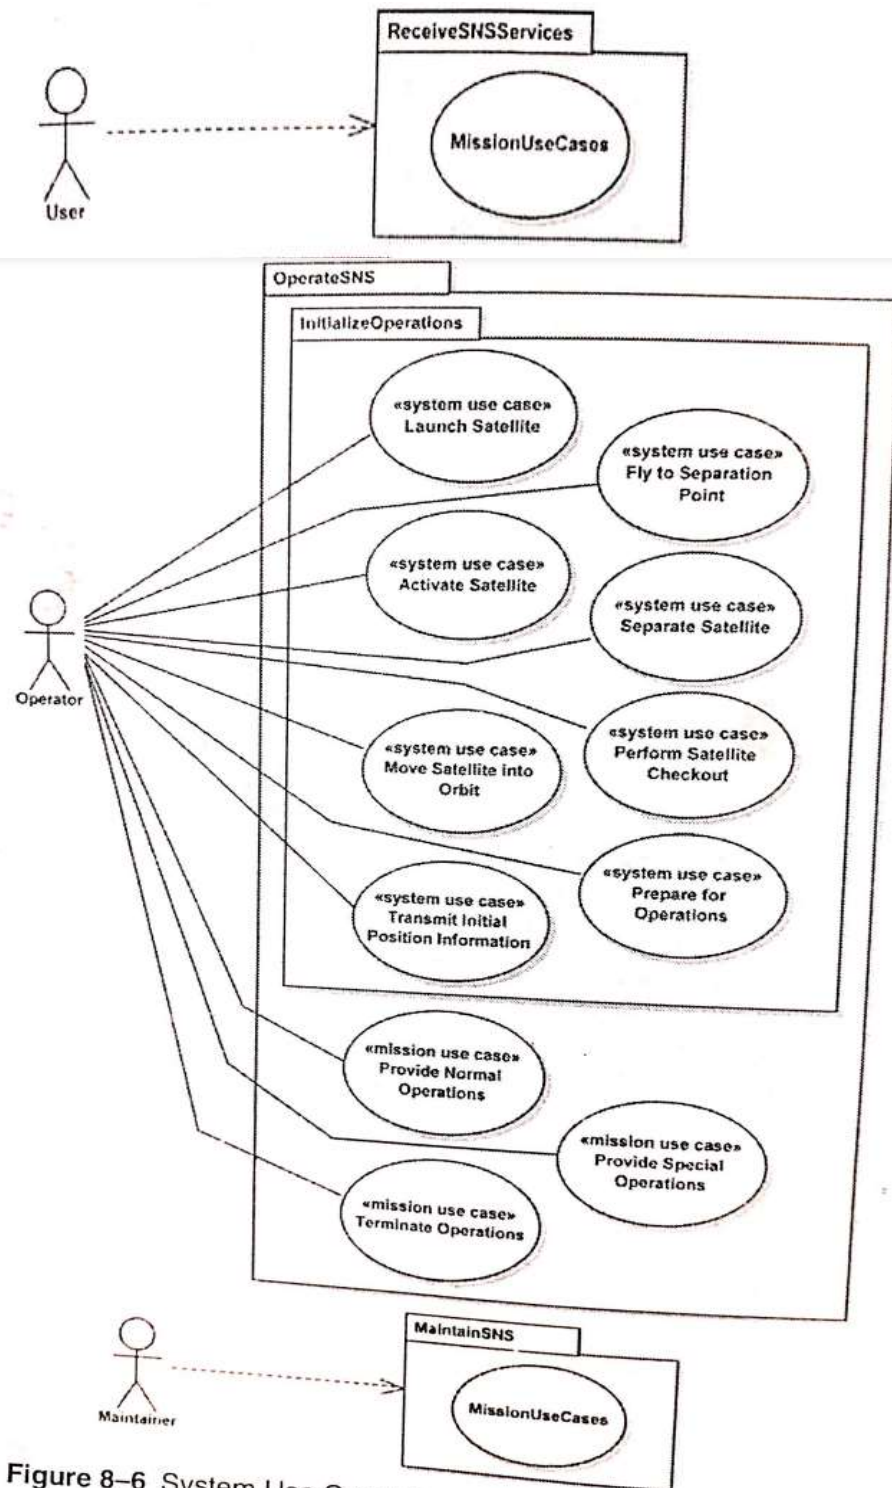 ReceiveSNSServices
MissionUseCases
User
OperateSNS
InitializeOperations
«system use case»
Launch Satellite
«system use case»
Fly to Separation
Point
«system use case»
Activate Satellite
«system use case»
Separate Satellite
Operator
«system use case»
Move Satellite into
Orbit
«system use case»
Perform Satellite
Checkout
«system use case»
Transmit Initial
Position Information
«system use case»
Prepare for
Operations
«mission use case»
Provide Normal
Operations
«mission use case»
Provide Special
Operations
«mission use case»
Terminate Operations
MaintainSNS
MissionUseCases
Maintainer
Figure 8–6 System Use